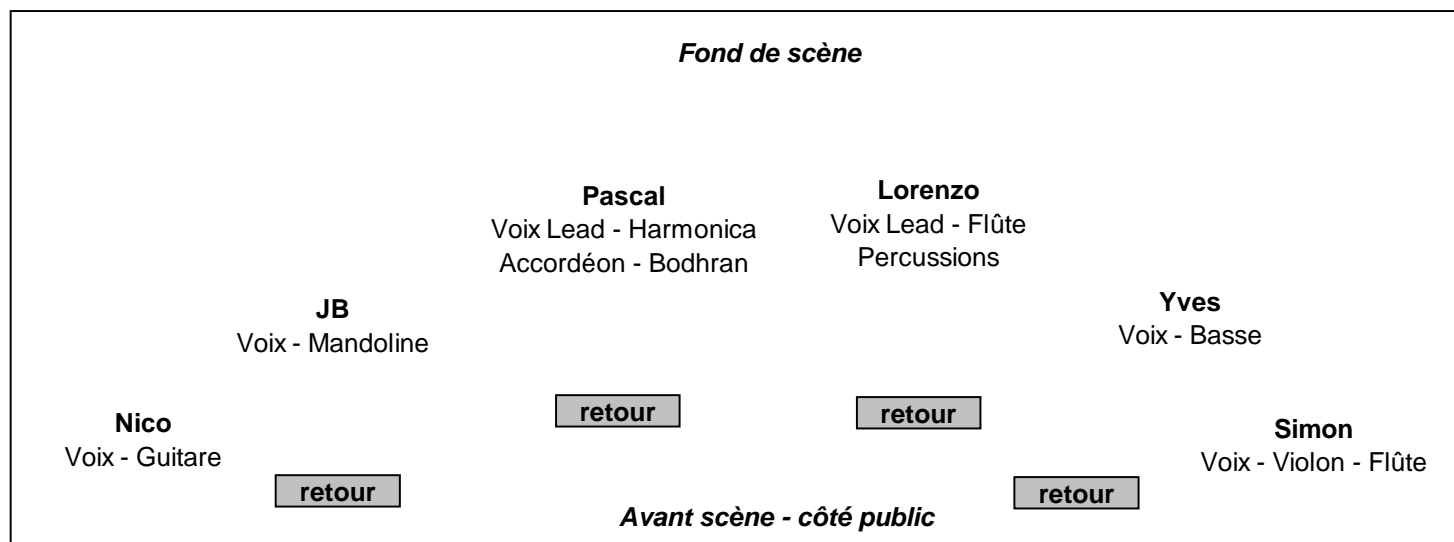 Fond de scène
Pascal
Voix Lead - Harmonica
Accordéon - Bodhran
Lorenzo
Voix Lead - Flûte
Percussions
JB
Voix - Mandoline
Yves
Voix - Basse
Nico
Voix - Guitare
retour
retour
Simon
Voix - Violon - Flûte
retour
retour
Avant scène - côté public